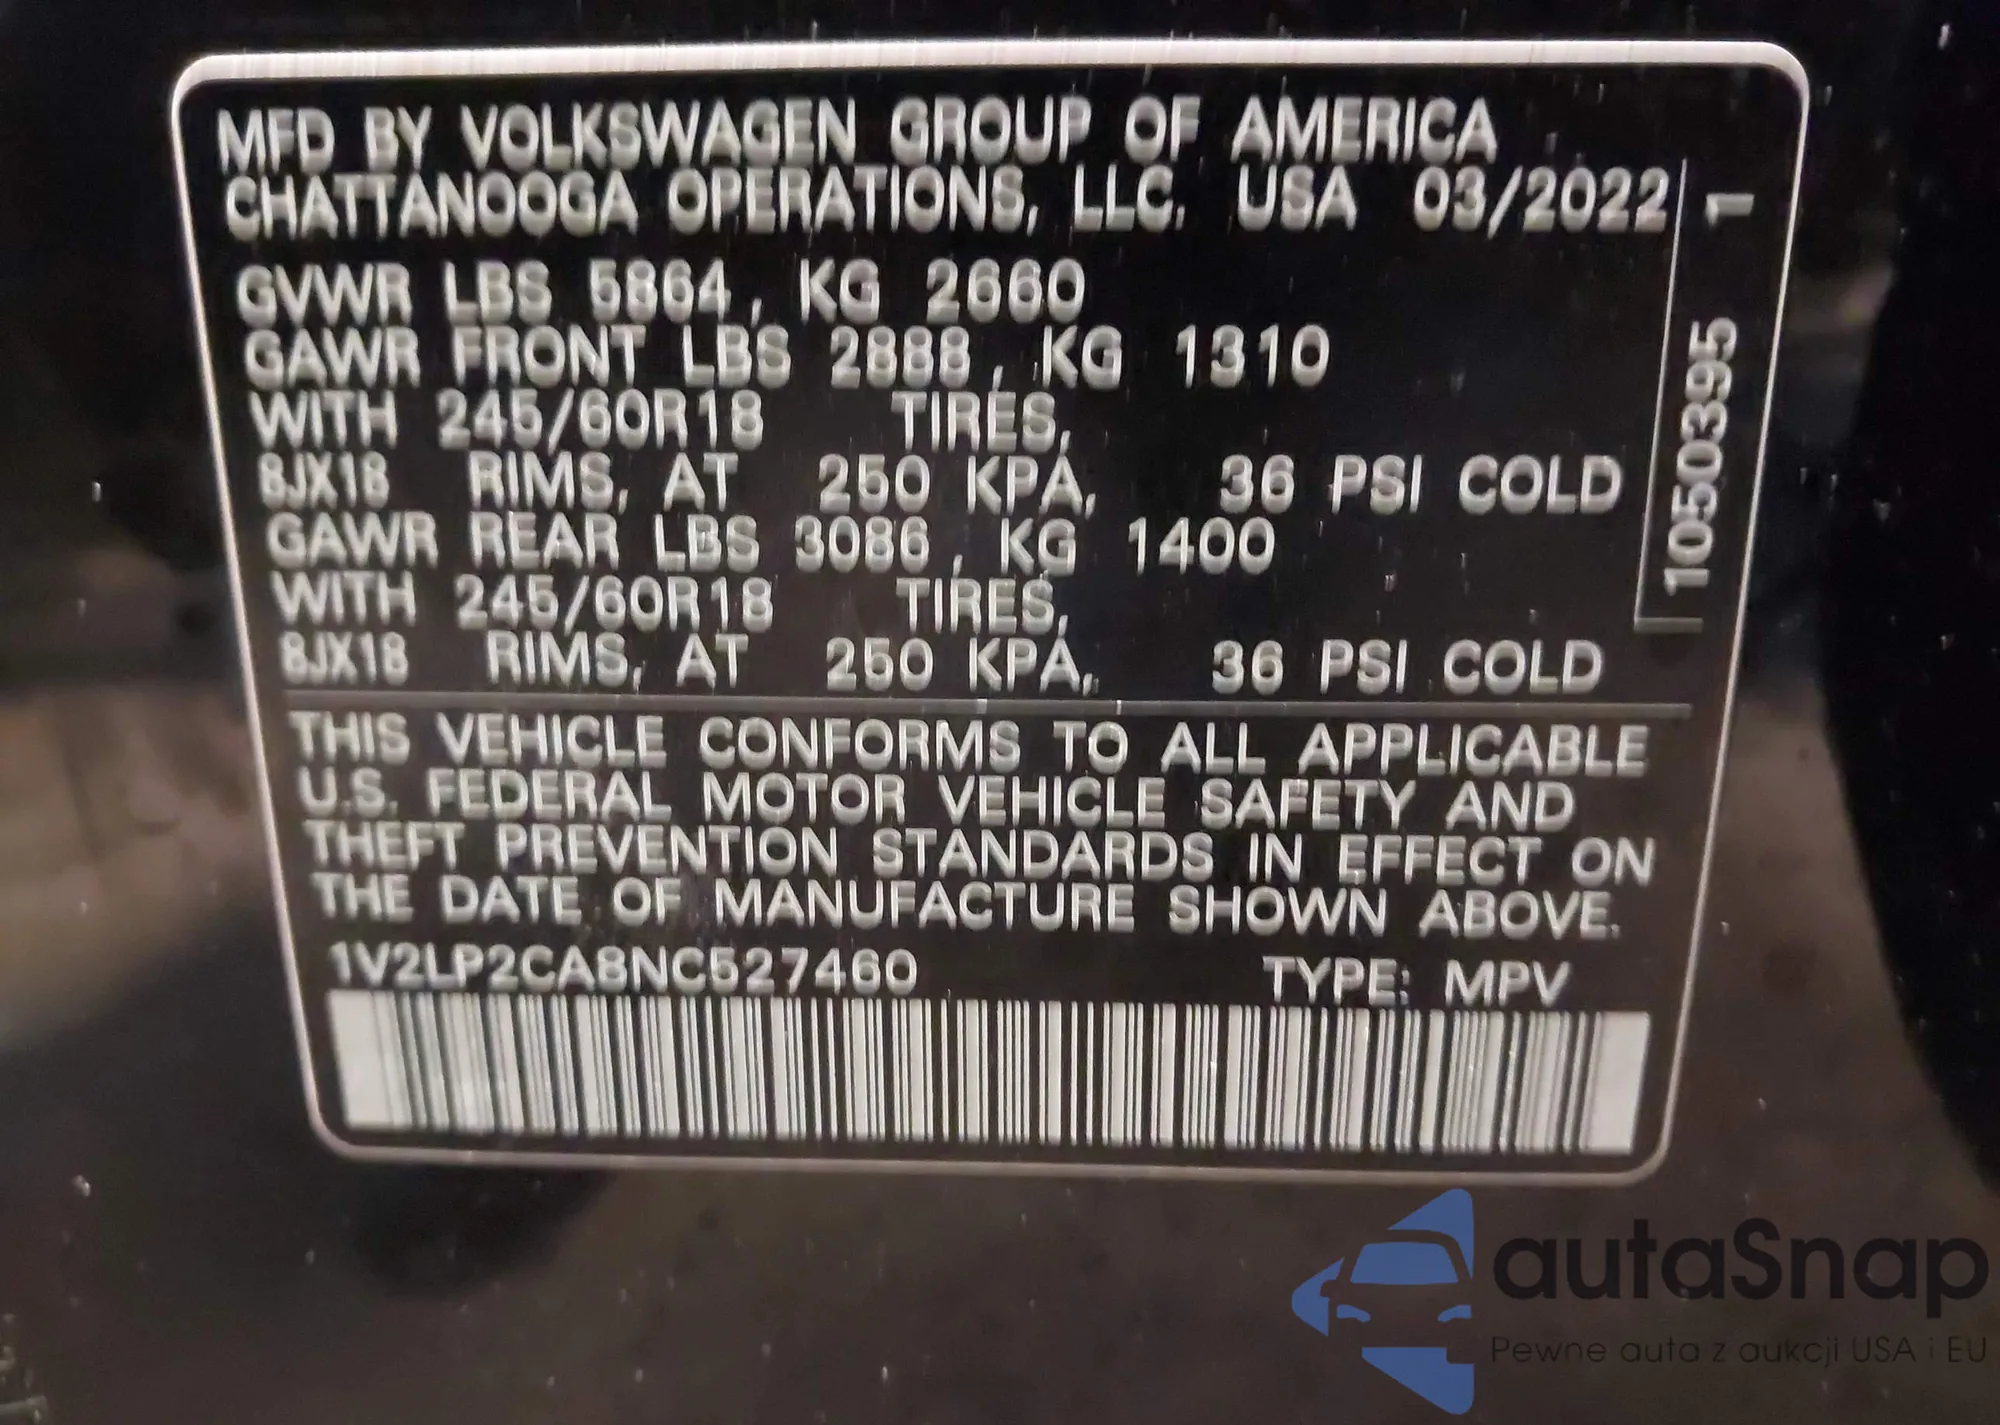 MFD BY VOLKSWAGEN GROUP OF AMERICA
CHATTANOOGA OPERATIONS, LLC. USA 03/2022
GVWR LBS 5864, KG 2660
GAWR FRONT LBS 2888, KG 1310
WITH 245/60R18 TIRES,
8JX18 RIMS, AT 250 KPA, 36 PSI COLD
GAWR REAR LBS 3086, KG 1400
WITH 245/60R18 TIRES,
8JX18 RIMS, AT 250 KPA, 36 PSI COLD
10503395 1
THIS VEHICLE CONFORMS TO ALL APPLICABLE
U.S. FEDERAL MOTOR VEHICLE SAFETY AND
THEFT PREVENTION STANDARDS IN EFFECT ON
THE DATE OF MANUFACTURE SHOWN ABOVE.
1V2LP2CA8NC527460 TYPE: MPV
autaSnap
Pewne auta z aukcji USA i EU